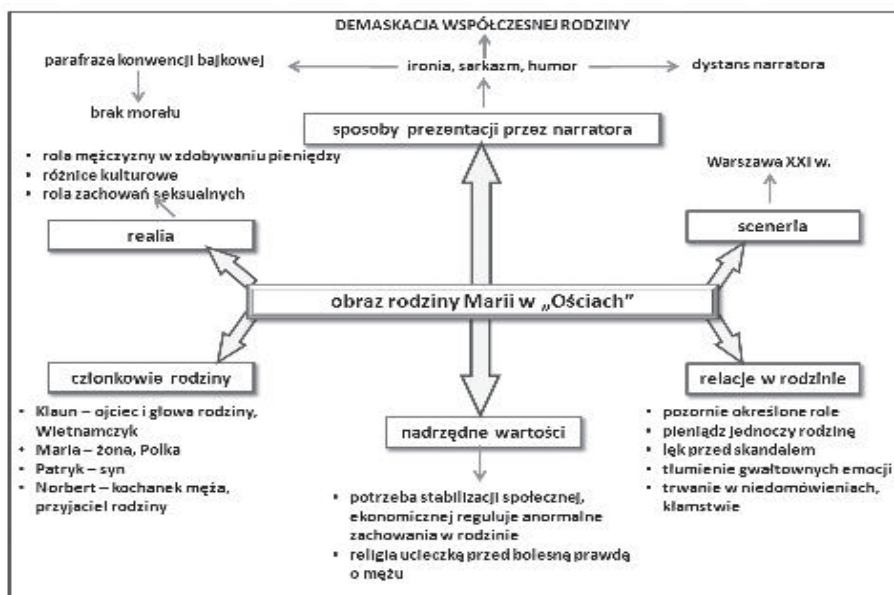 DEMASKACJA WSPÓŁCZESNEJ RODZINY
parafraza konwencji bajkowej
ironia, sarkazm, humor
dystans narratora
brak morału
sposoby prezentacji przez narratora
• rola mężczyzny w zdobywaniu pieniędzy
• różnice kulturowe
• rola zachowań seksualnych
Warszawa XXI w.
realia
sceneria
obraz rodziny Marii w „Ościach”
członkowie rodziny
relacje w rodzinie
• Klaun – ojciec i głowa rodziny,
Wietnamczyk
• Maria – żona, Polka
• Patryk – syn
• Norbert – kochanek męża,
przyjaciel rodziny
nadrzędne wartości
• potrzeba stabilizacji społecznej,
ekonomicznej reguluje anormalne
zachowania w rodzinie
• religia ucieczką przed bolesną prawdą
o mężu
• pozornie określone role
• pieniądz jednoczy rodzinę
• lęk przed skandalem
• tłumienie gwałtownych emocji
• trwanie w niedomówieniach,
kłamstwie